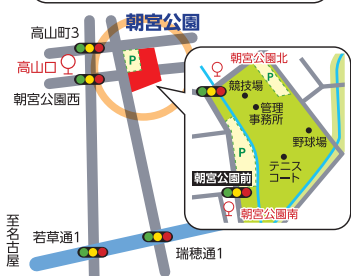 朝宮公園
高山町3
P
高山口
朝宮公園西
朝宮公園北
P
競技場
管理
事務所
P
野球場
テニス
コート
朝宮公園前
朝宮公園南
至名古屋
若草通1
瑞穂通1